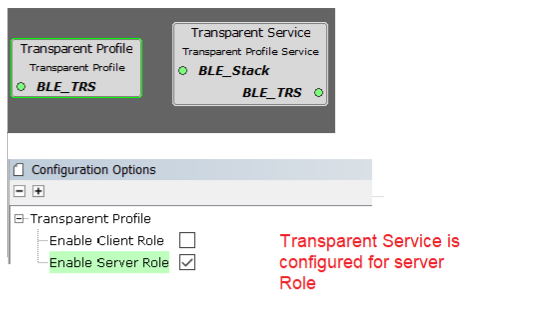 Transparent Profile
Transparent Profile
BLE_TRS
Transparent Service
Transparent Profile Service
BLE_Stack
BLE_TRS
Configuration Options
Transparent Profile
Enable Client Role
Enable Server Role
Transparent Service is
configured for server
Role